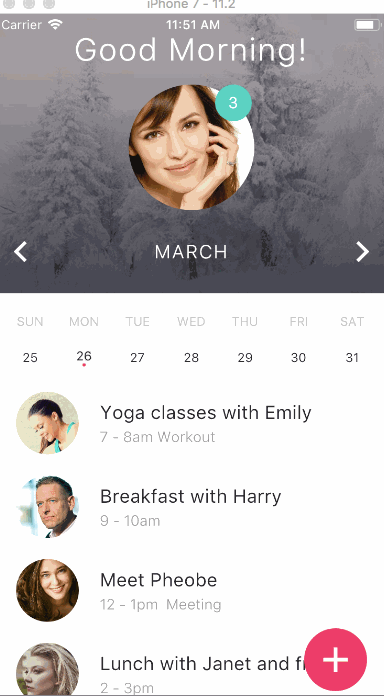 iPhone 7 - 11.2
Carrier 11:51 AM
Good Morning!
3
MARCH
SUN MON TUE WED THU FRI SAT
25 26 27 28 29 30 31
Yoga classes with Emily
7 - 8am Workout
Breakfast with Harry
9 - 10am
Meet Pheobe
12 - 1pm Meeting
Lunch with Janet and
2 - 3pm